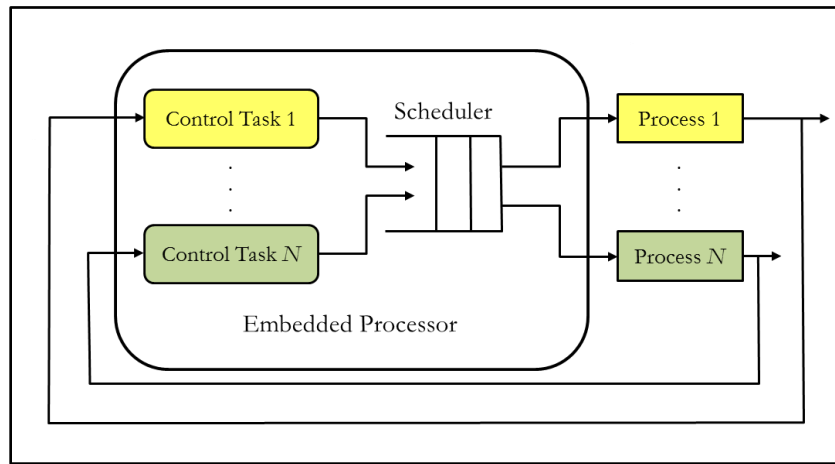 Control Task 1
Scheduler
Process 1
Control Task N
Process N
Embedded Processor